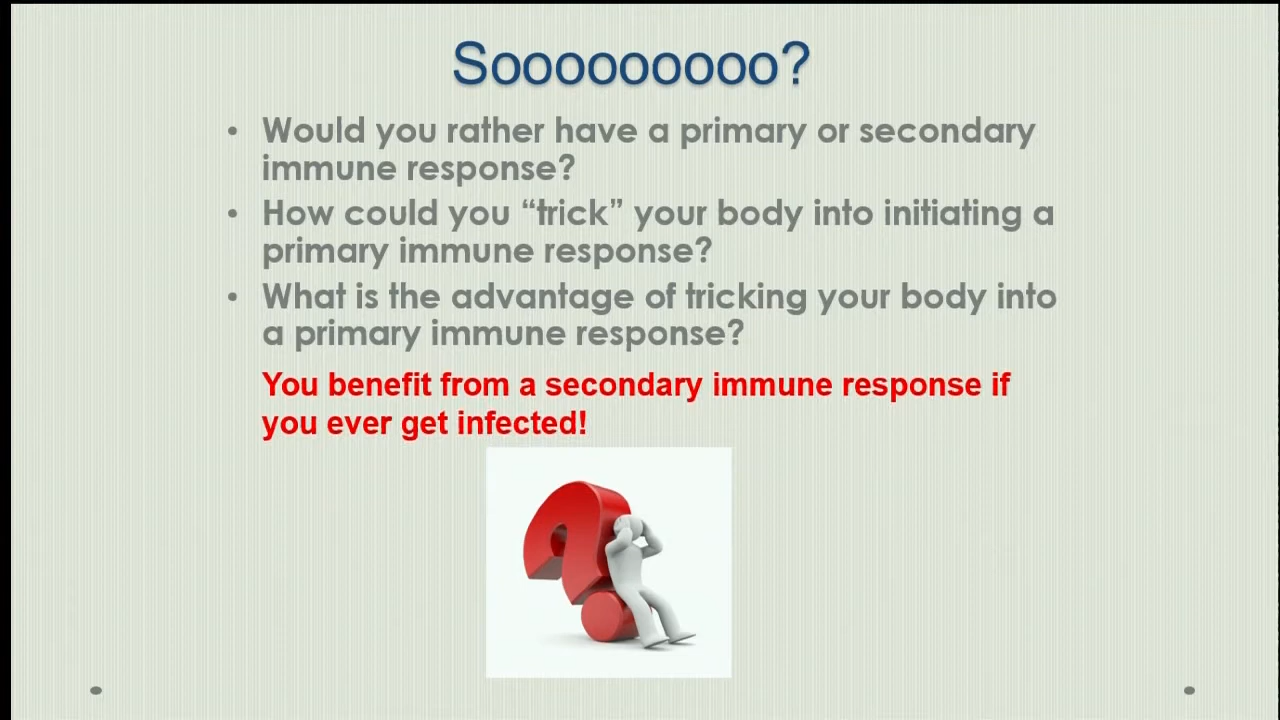 Sooooooooo?
• Would you rather have a primary or secondary
immune response?
• How could you “trick” your body into initiating a
primary immune response?
• What is the advantage of tricking your body into
a primary immune response?
You benefit from a secondary immune response if
you ever get infected!